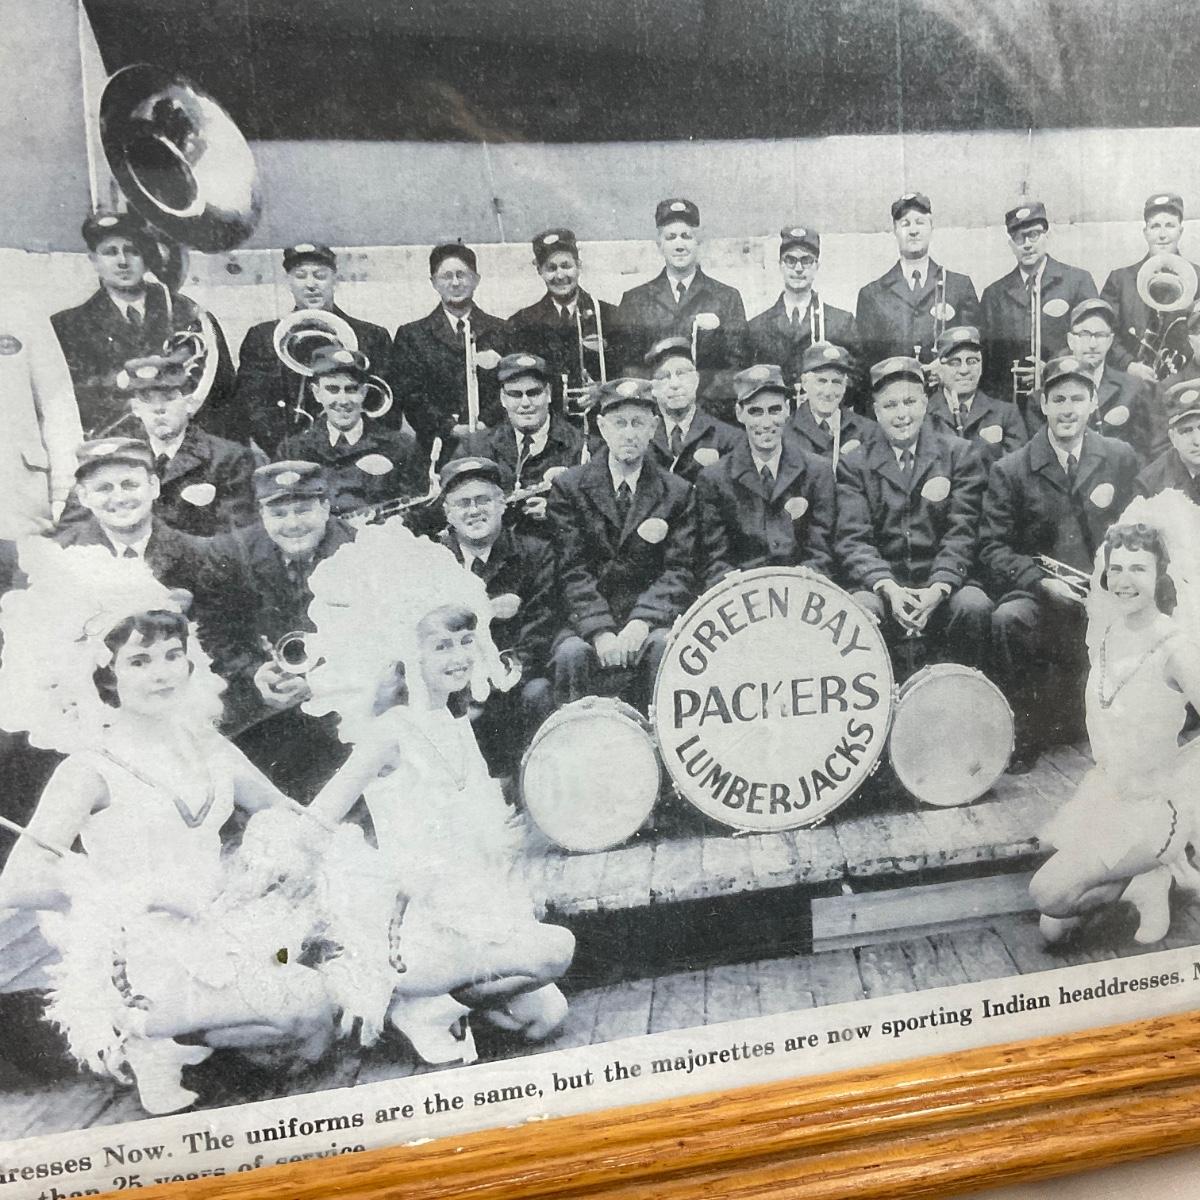 GREEN BAY
PACKERS
LUMBERJACKS
Now. The uniforms are the same, but the majorettes are now sporting Indian headdresses.
than 25 years of service